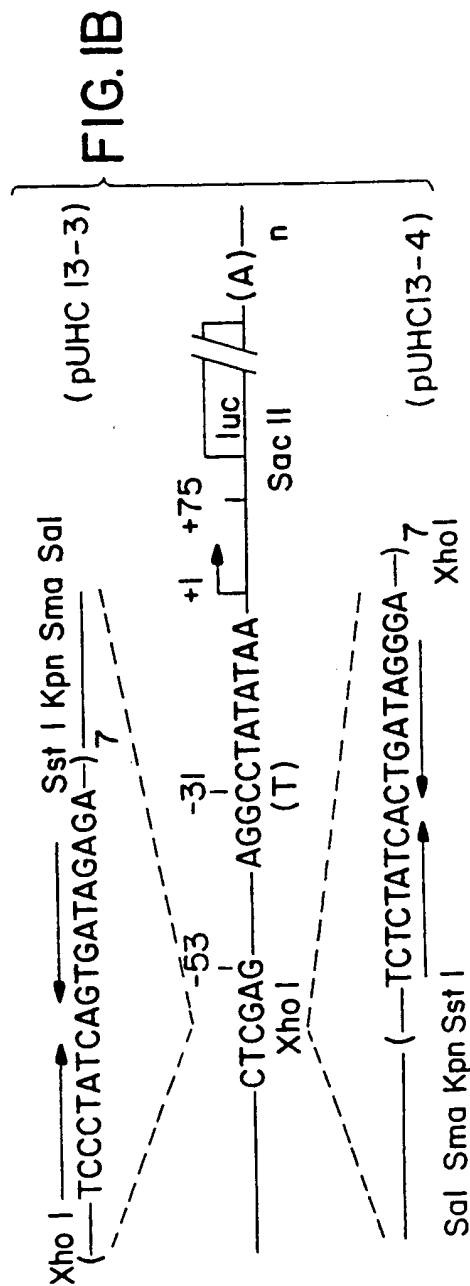 FIG. 1B
Xho I Sst I Kpn Sma Sal (pUHC 13-3)
(—TCCCTATCAGTGATAGAGA—)7
-53 -31 +1 +75
CTCGAG AGGCCTATATAA luc (A) n
Xho I (T) Sac II
(—TCTCTATCACTGATAGGGA—)7
Sal Sma Kpn Sst I Xho I (pUHC13-4)